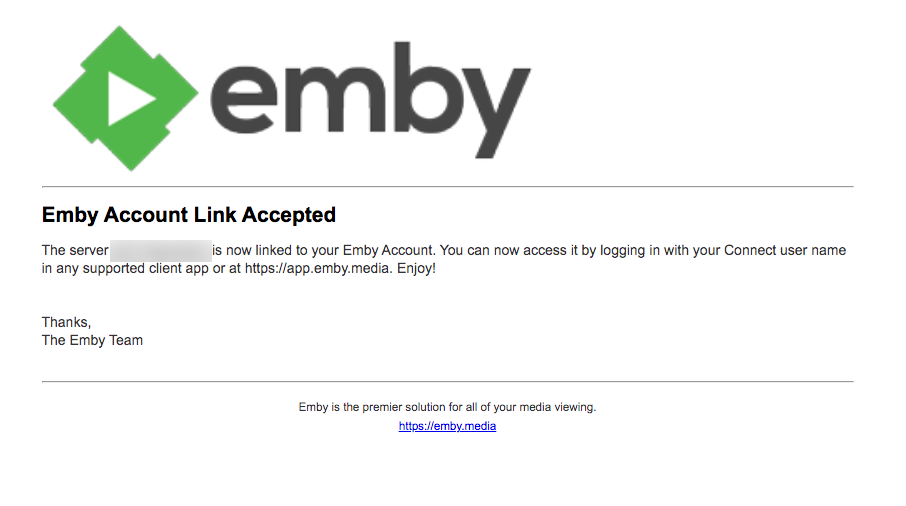 emby
Emby Account Link Accepted
The server is now linked to your Emby Account. You can now access it by logging in with your Connect user name
in any supported client app or at https://app.emby.media. Enjoy!
Thanks,
The Emby Team
Emby is the premier solution for all of your media viewing.
https://emby.media